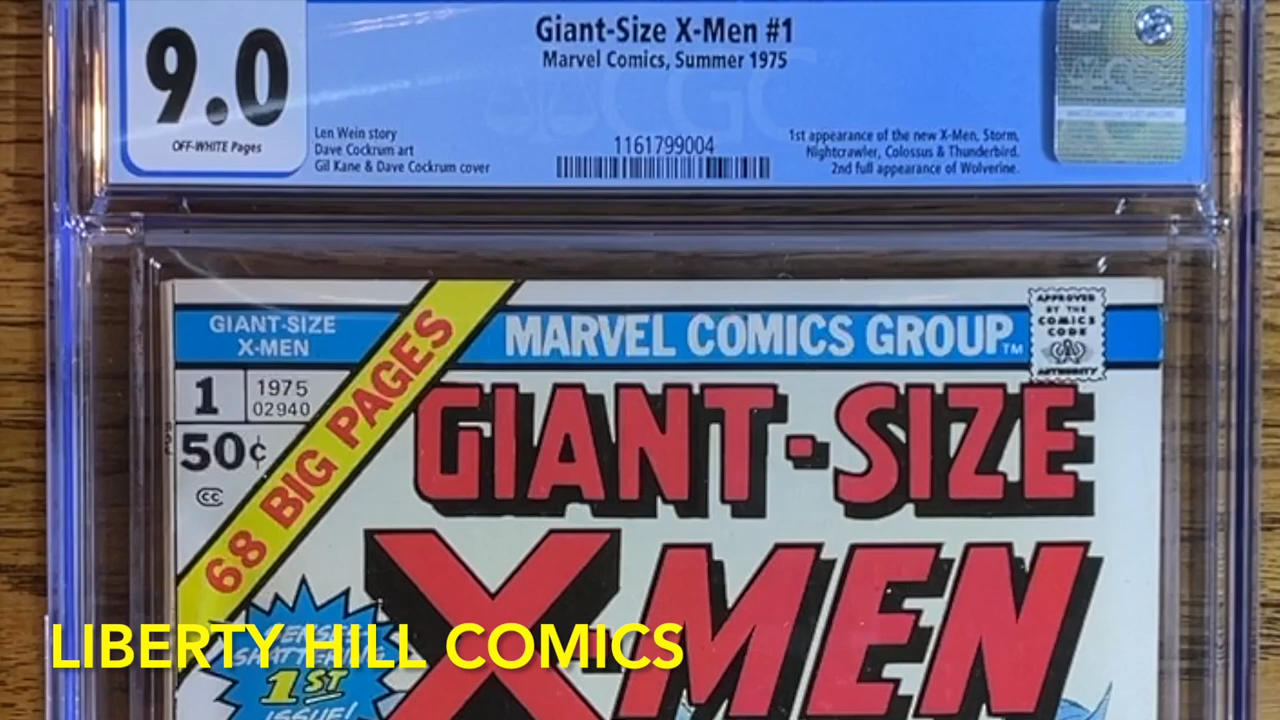 9.0
OFF-WHITE Pages
Giant-Size X-Men #1
Marvel Comics, Summer 1975
Len Wein story
Dave Cockrum art
Gil Kane & Dave Cockrum cover
CGC
1161799004
1st appearance of the new X-Men, Storm,
Nightcrawler, Colossus & Thunderbird.
2nd full appearance of Wolverine.
GIANT-SIZE
X-MEN
MARVEL COMICS GROUP TM
APPROVED
BY THE
COMICS
CODE
AUTHORITY
1
1975
02940
50¢
CC
68 BIG PAGES
GIANT-SIZE
X-MEN
1ST
ISSUE!
LIBERTY HILL COMICS